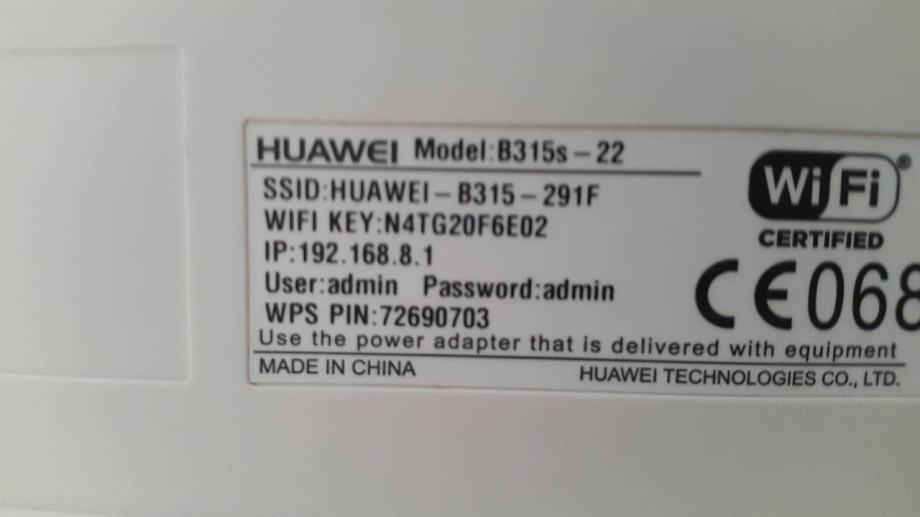 HUAWEI Model:B315s-22
SSID:HUAWEI-B315-291F
WIFI KEY:N4TG20F6E02
IP:192.168.8.1
User:admin Password:admin
WPS PIN:72690703
Use the power adapter that is delivered with equipment
MADE IN CHINA
HUAWEI TECHNOLOGIES CO., LTD.
Wi Fi ®
CERTIFIED
CE068